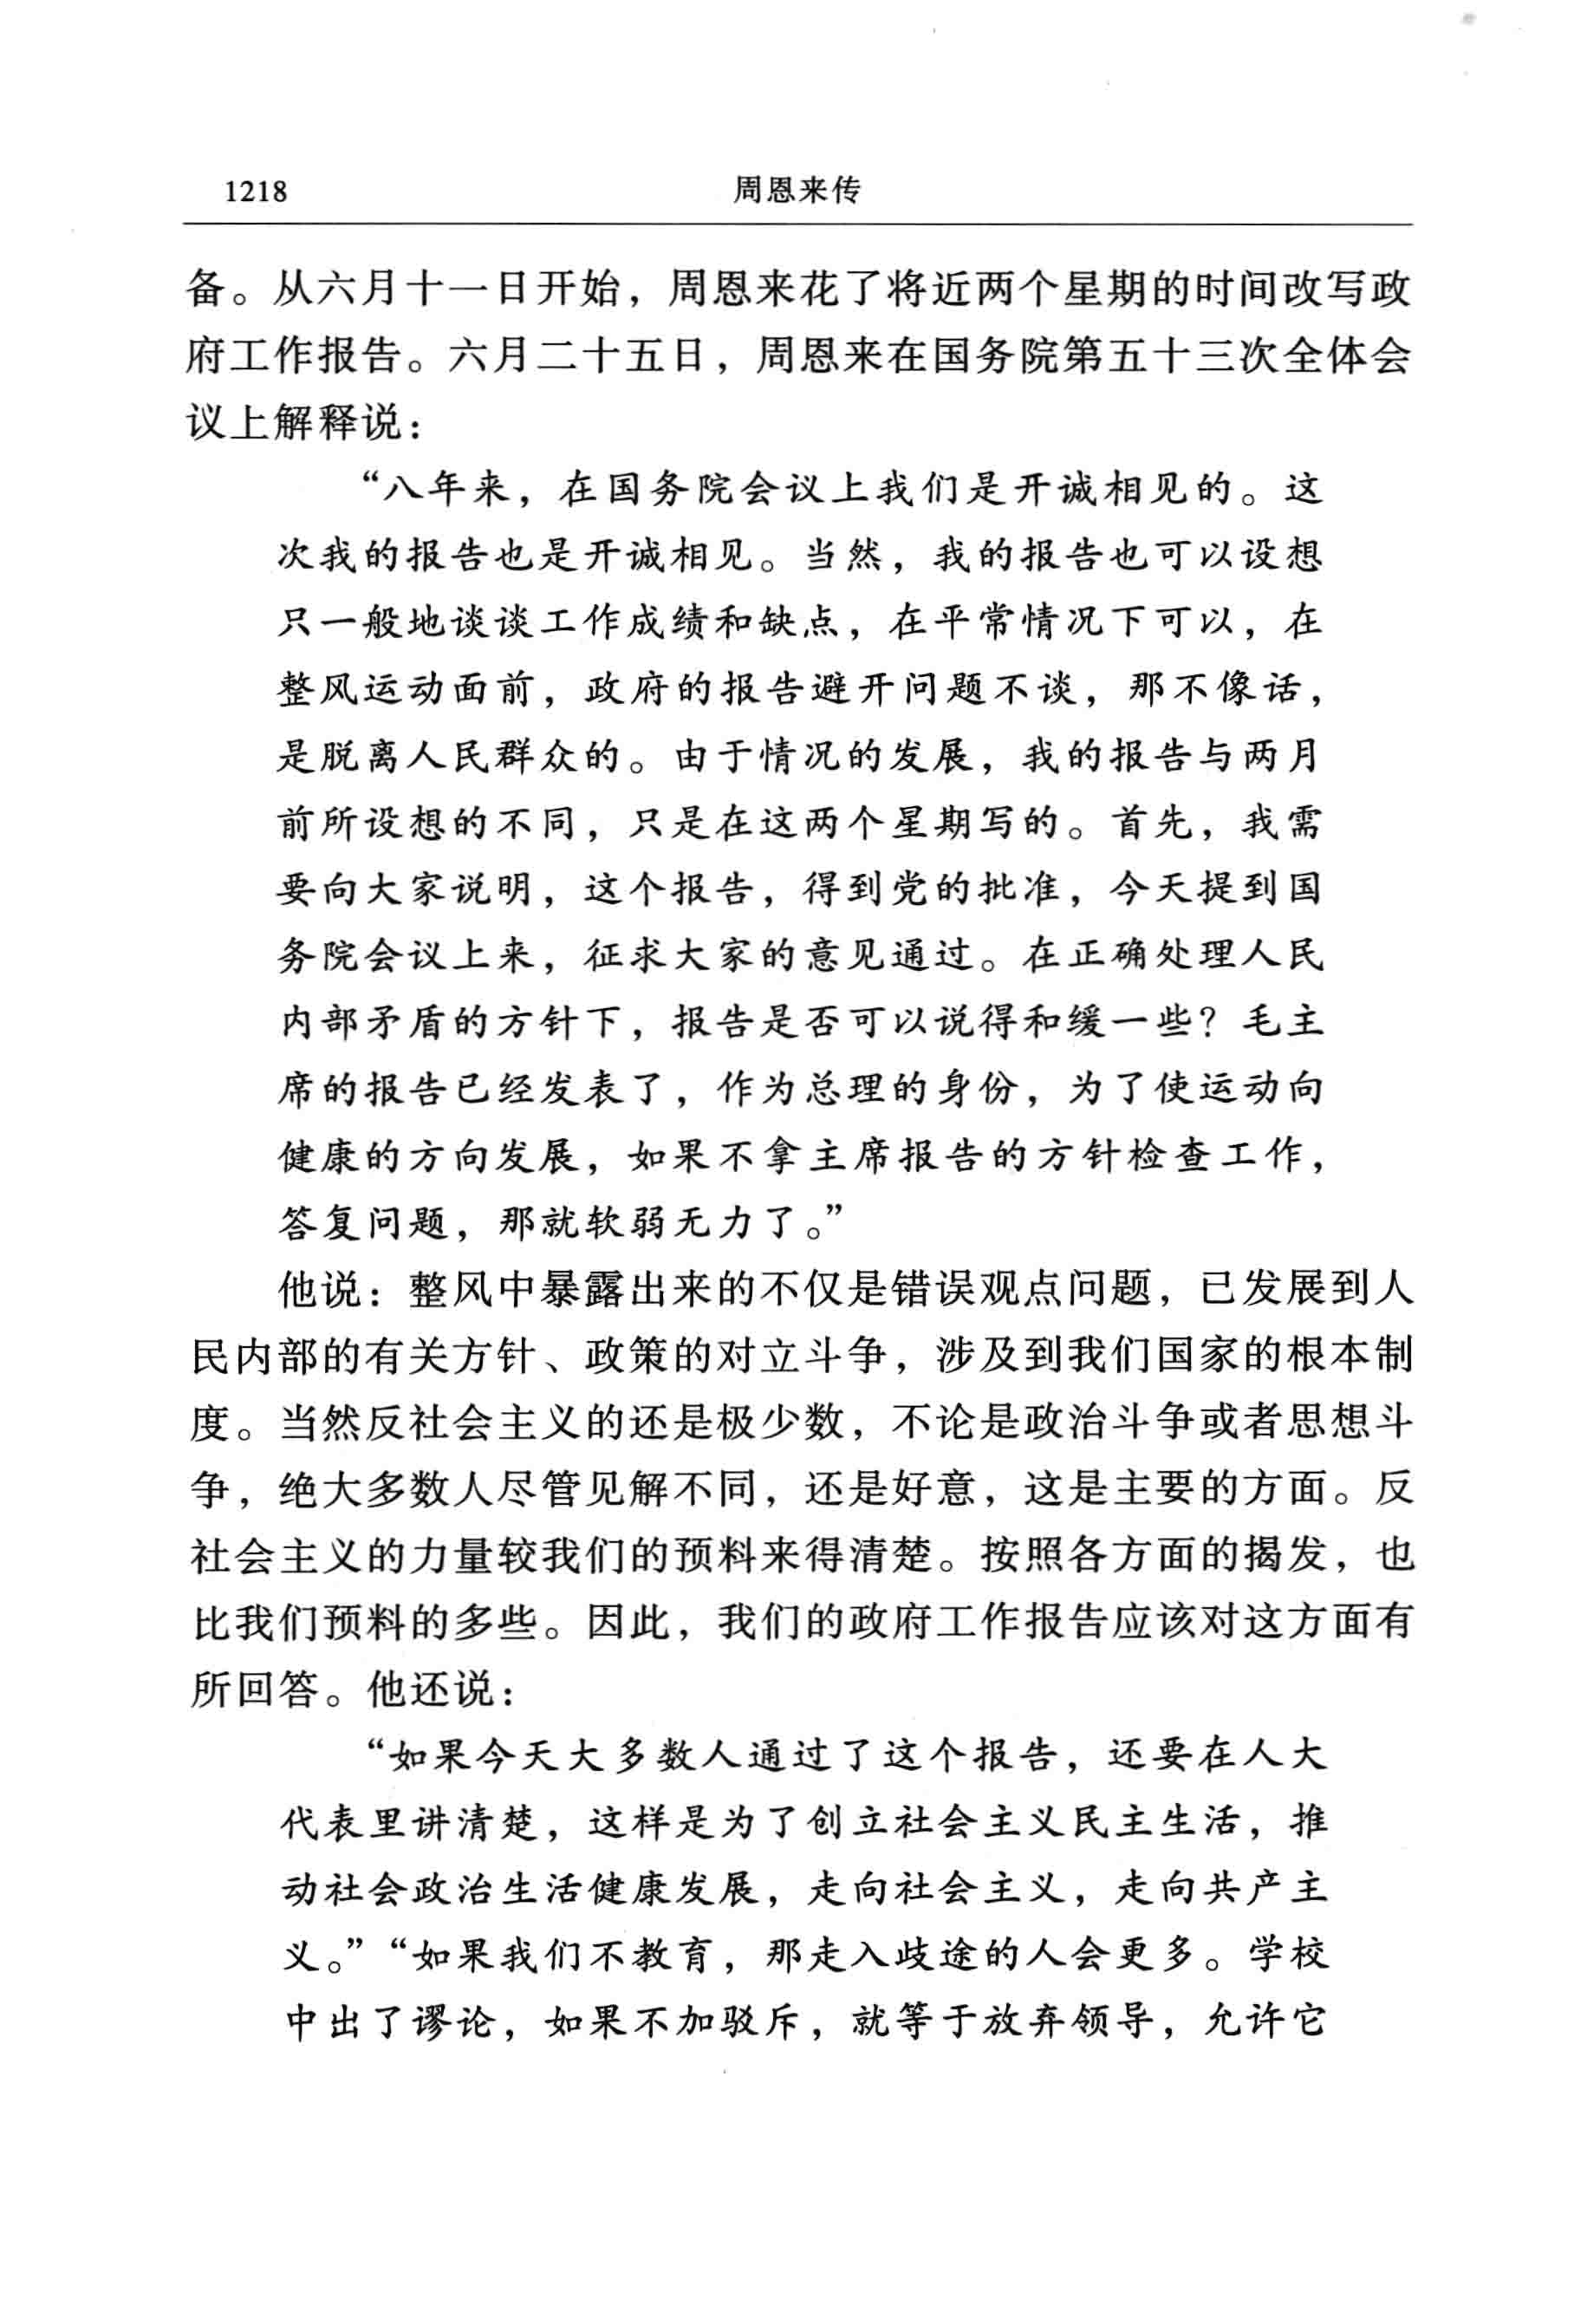 1218 周恩来传
备。从六月十一日开始，周恩来花了将近两个星期的时间改写政
府工作报告。六月二十五日，周恩来在国务院第五十三次全体会
议上解释说：
“八年来，在国务院会议上我们是开诚相见的。这
次我的报告也是开诚相见。当然，我的报告也可以设想
只一般地谈谈工作成绩和缺点，在平常情况下可以，在
整风运动面前，政府的报告避开问题不谈，那不像话，
是脱离人民群众的。由于情况的发展，我的报告与两月
前所设想的不同，只是在这两个星期写的。首先，我需
要向大家说明，这个报告，得到党的批准，今天提到国
务院会议上来，征求大家的意见通过。在正确处理人民
内部矛盾的方针下，报告是否可以说得和缓一些？毛主
席的报告已经发表了，作为总理的身份，为了使运动向
健康的方向发展，如果不拿主席报告的方针检查工作，
答复问题，那就软弱无力了。”
他说：整风中暴露出来的不仅是错误观点问题，已发展到人
民内部的有关方针、政策的对立斗争，涉及到我们国家的根本制
度。当然反社会主义的还是极少数，不论是政治斗争或者思想斗
争，绝大多数人尽管见解不同，还是好意，这是主要的方面。反
社会主义的力量较我们的预料来得清楚。按照各方面的揭发，也
比我们预料的多些。因此，我们的政府工作报告应该对这方面有
所回答。他还说：
“如果今天大多数人通过了这个报告，还要在人大
代表里讲清楚，这样是为了创立社会主义民主生活，推
动社会政治生活健康发展，走向社会主义，走向共产主
义。”“如果我们不教育，那走入歧途的人会更多。学校
中出了谬论，如果不加驳斥，就等于放弃领导，允许它